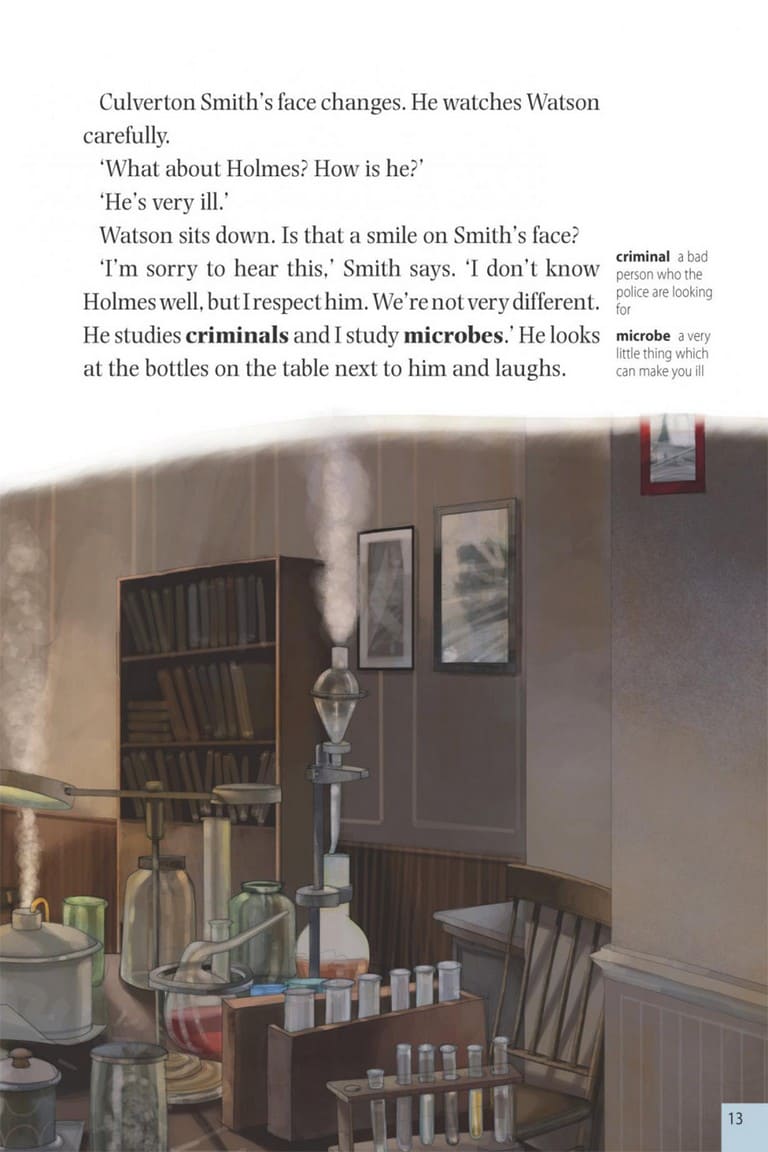 Culverton Smith’s face changes. He watches Watson
carefully.
‘What about Holmes? How is he?’
‘He’s very ill.’
Watson sits down. Is that a smile on Smith’s face?
‘I’m sorry to hear this,’ Smith says. ‘I don’t know
Holmes well, but I respect him. We’re not very different.
He studies criminals and I study microbes.’ He looks
at the bottles on the table next to him and laughs.
criminal a bad
person who the
police are looking
for
microbe a very
little thing which
can make you ill
13